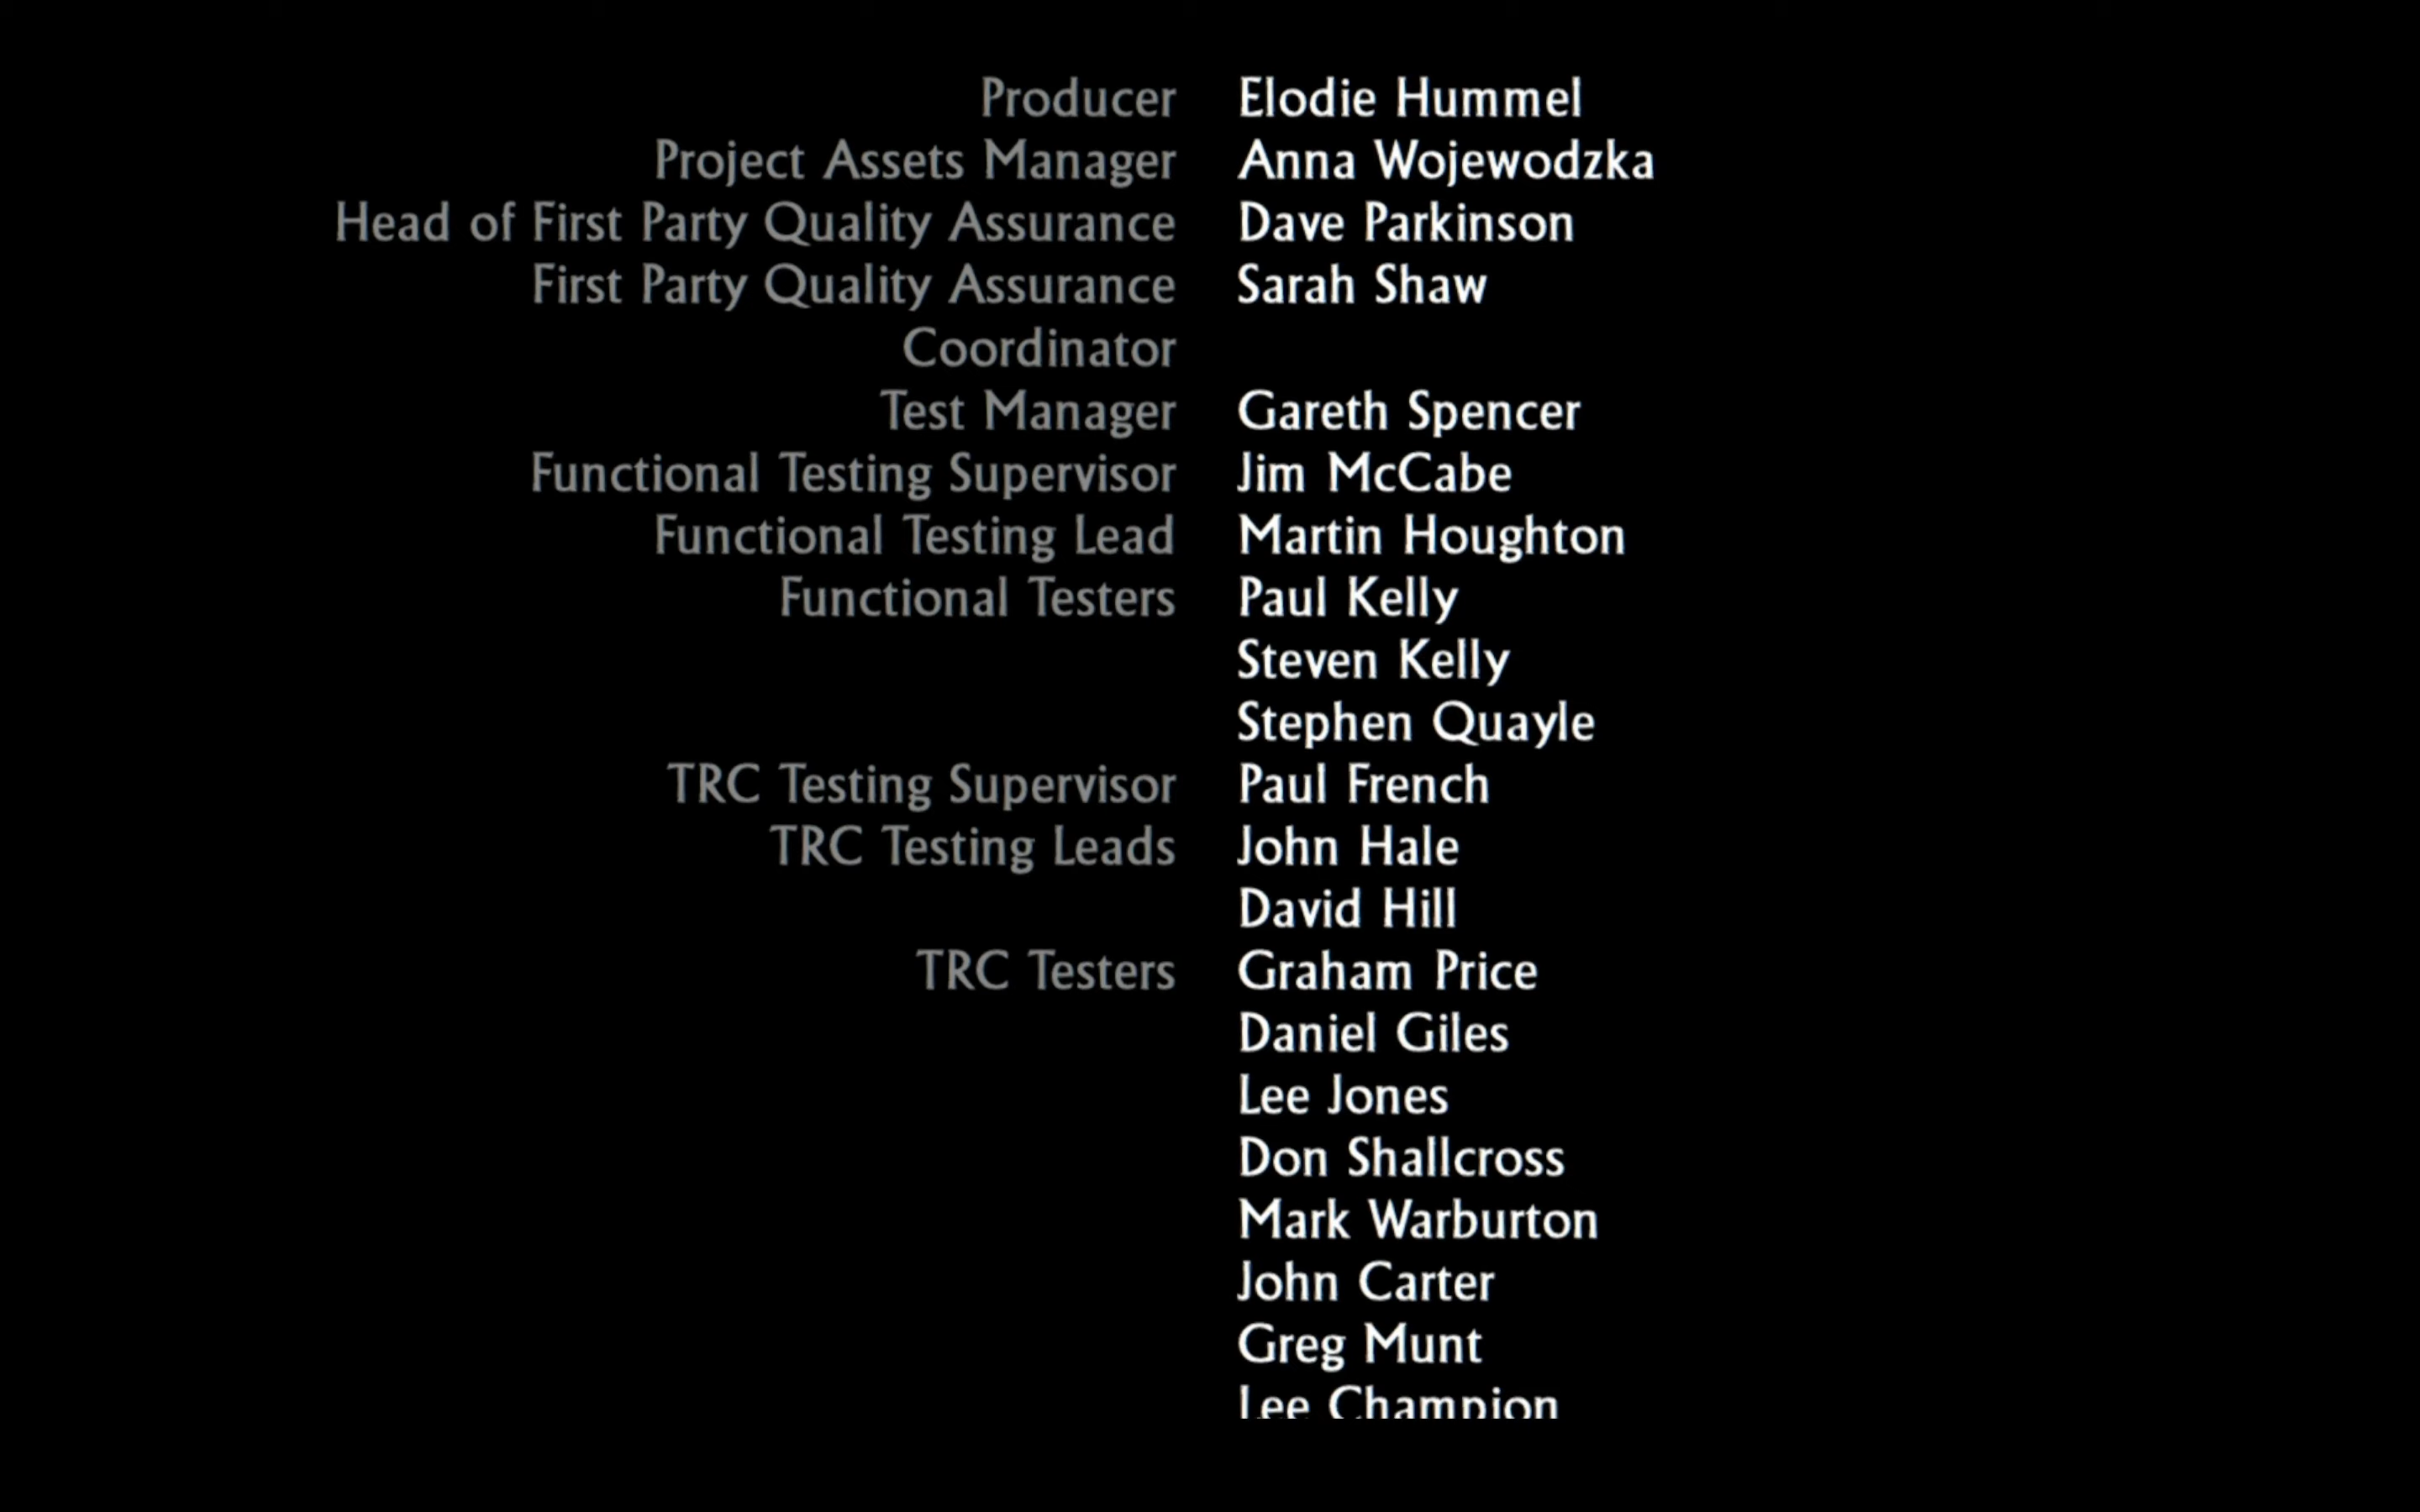 Producer Elodie Hummel
Project Assets Manager Anna Wojewodzka
Head of First Party Quality Assurance Dave Parkinson
First Party Quality Assurance Sarah Shaw
Coordinator
Test Manager Gareth Spencer
Functional Testing Supervisor Jim McCabe
Functional Testing Lead Martin Houghton
Functional Testers Paul Kelly
Steven Kelly
Stephen Quayle
TRC Testing Supervisor Paul French
TRC Testing Leads John Hale
David Hill
TRC Testers Graham Price
Daniel Giles
Lee Jones
Don Shallcross
Mark Warburton
John Carter
Greg Munt
Lee Champion